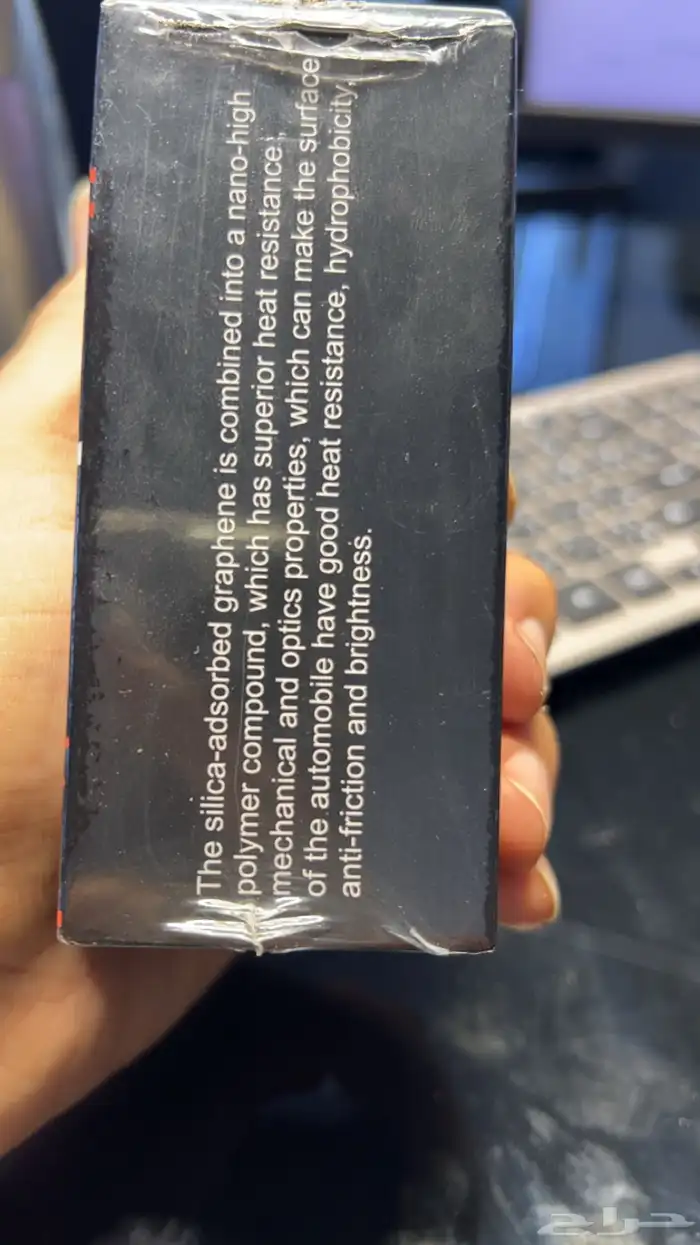 The silica-adsorbed graphene is combined into a nano-high
polymer compound, which has superior heat resistance,
mechanical and optics properties, which can make the surface
of the automobile have good heat resistance, hydrophobicity,
anti-friction and brightness.
حراج